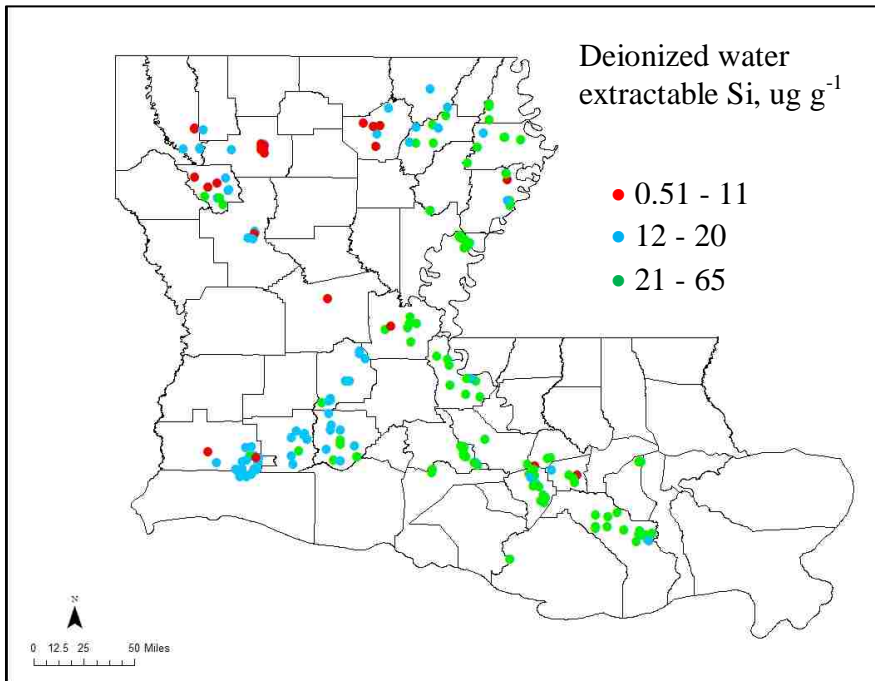 Deionized water
extractable Si, ug g-1
0.51 - 11
12 - 20
21 - 65
N
0 12.5 25 50 Miles